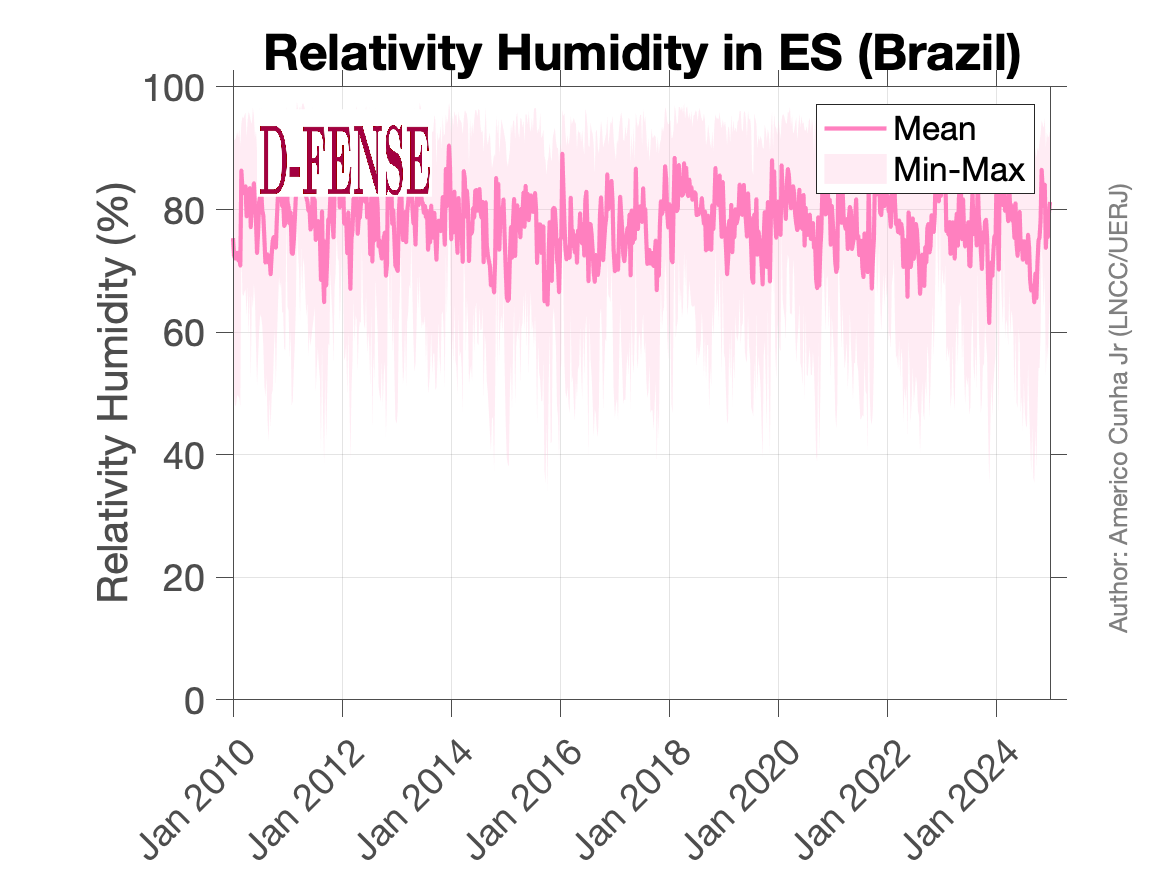 Relativity Humidity in ES (Brazil)
100
80
60
40
20
0
Relativity Humidity (%)
D-FENSE
Mean
Min-Max
Jan 2010
Jan 2012
Jan 2014
Jan 2016
Jan 2018
Jan 2020
Jan 2022
Jan 2024
Author: Americo Cunha Jr (LNCC/UERJ)